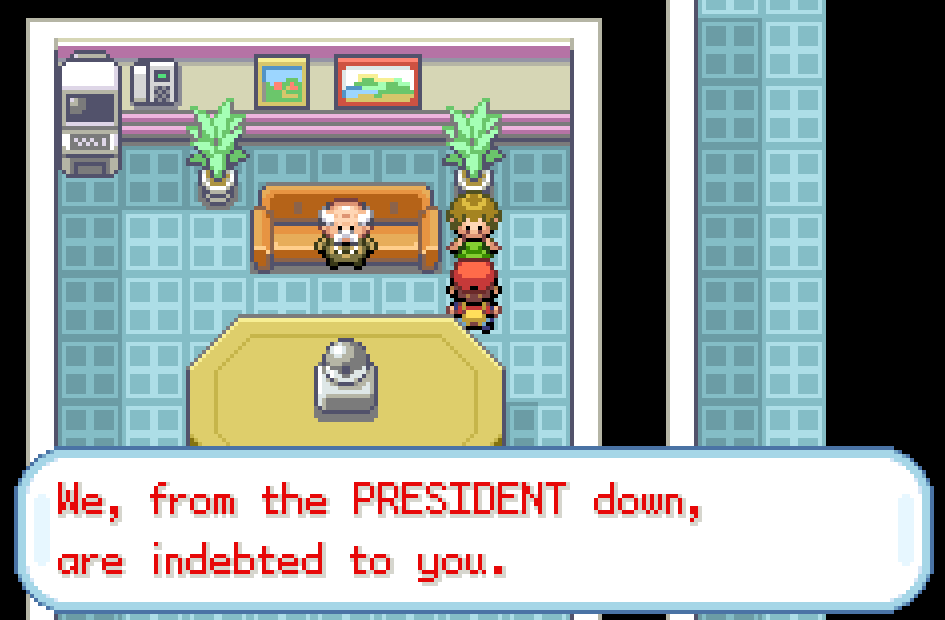 We, from the PRESIDENT down,
are indebted to you.